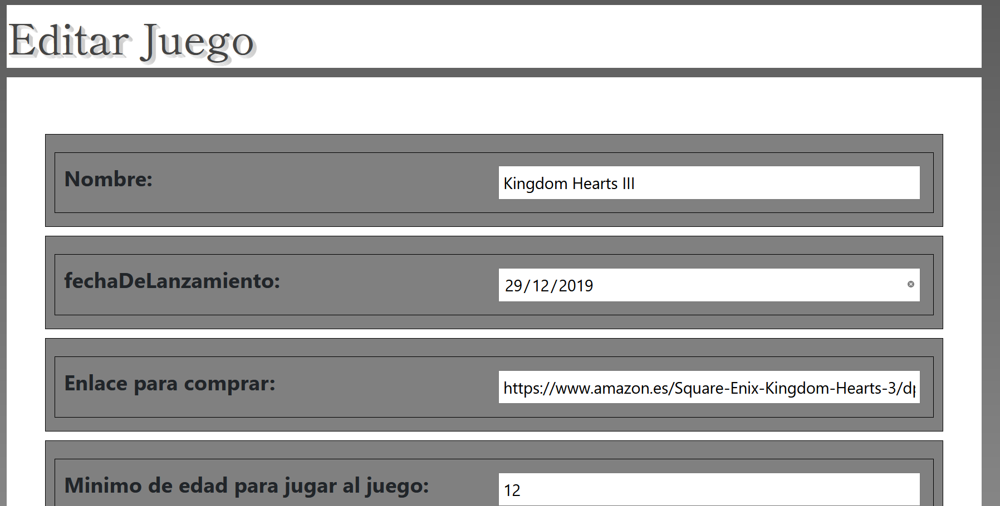 Editar Juego
Nombre:
Kingdom Hearts III
fechaDeLanzamiento:
29/12/2019
Enlace para comprar:
https://www.amazon.es/Square-Enix-Kingdom-Hearts-3/dp
Minimo de edad para jugar al juego:
12